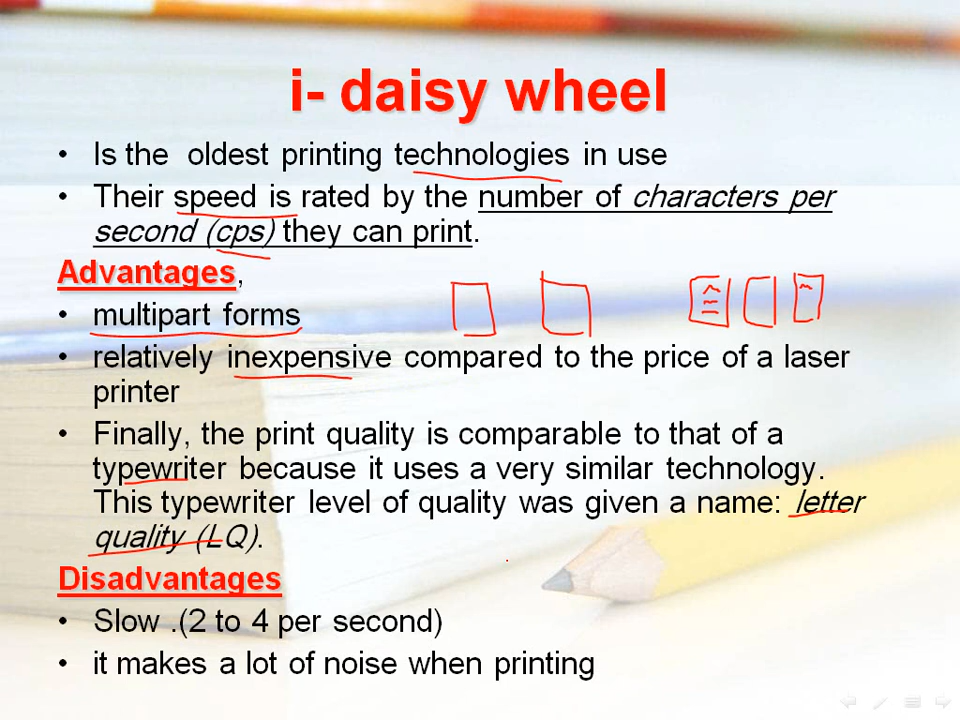 i- daisy wheel
• Is the oldest printing technologies in use
• Their speed is rated by the number of characters per
second (cps) they can print.
Advantages,
• multipart forms
• relatively inexpensive compared to the price of a laser
printer
• Finally, the print quality is comparable to that of a
typewriter because it uses a very similar technology.
This typewriter level of quality was given a name: letter
quality (LQ).
Disadvantages
• Slow .(2 to 4 per second)
• it makes a lot of noise when printing